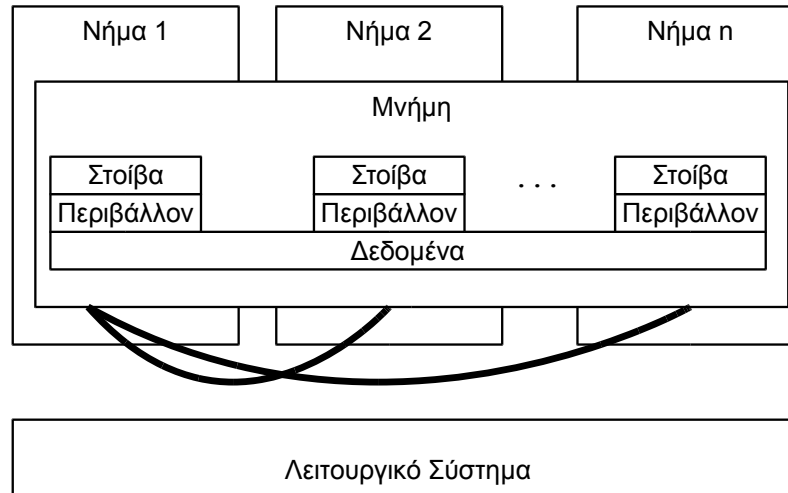 Νήμα 1
Νήμα 2
Νήμα n
Μνήμη
Στοίβα
Στοίβα
. . .
Στοίβα
Περιβάλλον
Περιβάλλον
Περιβάλλον
Δεδομένα
Λειτουργικό Σύστημα